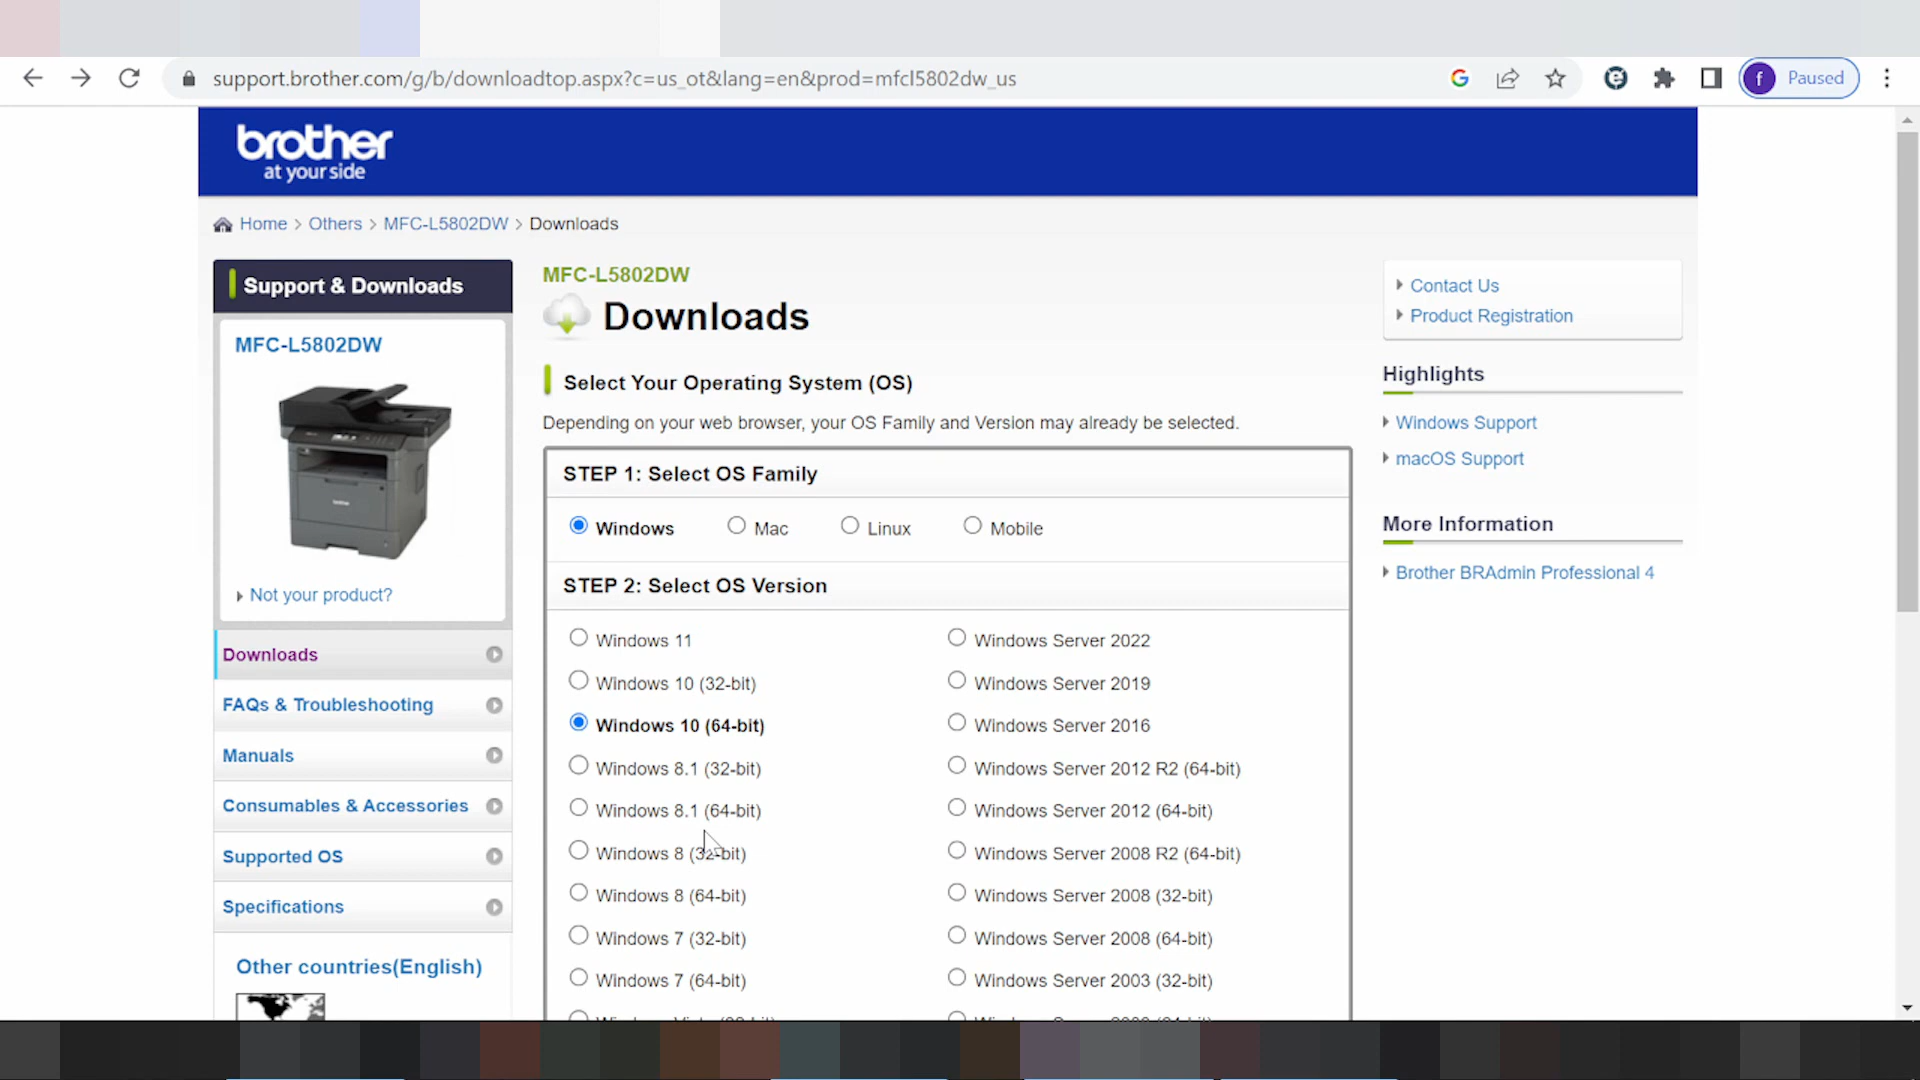 support.brother.com/g/b/downloadtop.aspx?c=us_ot&lang=en&prod=mfcl5802dw_us
f Paused
brother
at your side
Home > Others > MFC-L5802DW > Downloads
Support & Downloads
MFC-L5802DW
Not your product?
Downloads
FAQs & Troubleshooting
Manuals
Consumables & Accessories
Supported OS
Specifications
Other countries(English)
MFC-L5802DW
Downloads
Select Your Operating System (OS)
Depending on your web browser, your OS Family and Version may already be selected.
STEP 1: Select OS Family
Windows Mac Linux Mobile
STEP 2: Select OS Version
Windows 11
Windows 10 (32-bit)
Windows 10 (64-bit)
Windows 8.1 (32-bit)
Windows 8.1 (64-bit)
Windows 8 (32-bit)
Windows 8 (64-bit)
Windows 7 (32-bit)
Windows 7 (64-bit)
Windows Server 2022
Windows Server 2019
Windows Server 2016
Windows Server 2012 R2 (64-bit)
Windows Server 2012 (64-bit)
Windows Server 2008 R2 (64-bit)
Windows Server 2008 (32-bit)
Windows Server 2008 (64-bit)
Windows Server 2003 (32-bit)
Contact Us
Product Registration
Highlights
Windows Support
macOS Support
More Information
Brother BRAdmin Professional 4